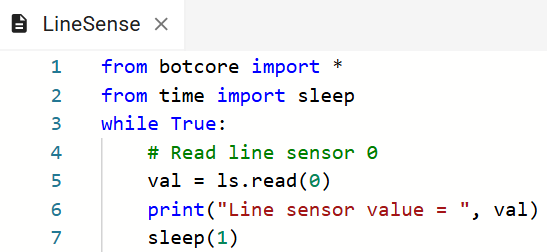 LineSense ×
1 from botcore import *
2 from time import sleep
3 while True:
4     # Read line sensor 0
5     val = ls.read(0)
6     print("Line sensor value = ", val)
7     sleep(1)